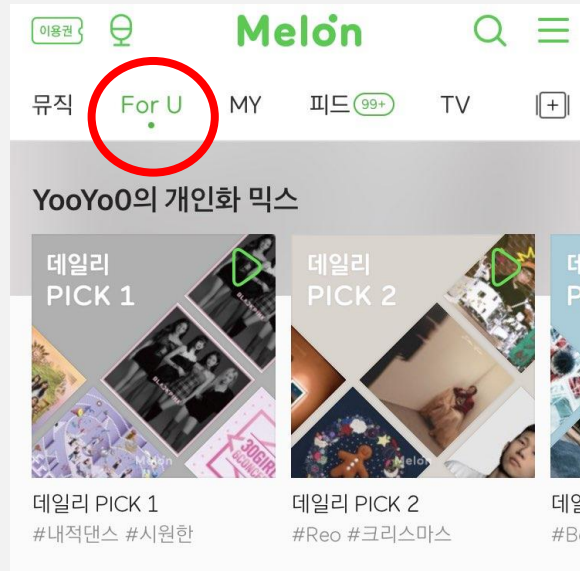 이용권
Melon
뮤직 For U MY 피드 99+ TV
YooYo0의 개인화 믹스
데일리 데일리
PICK 1 PICK 2
BLACKPINK
Melon Melon
데일리 PICK 1 데일리 PICK 2
#내적댄스 #시원한 #Reo #크리스마스